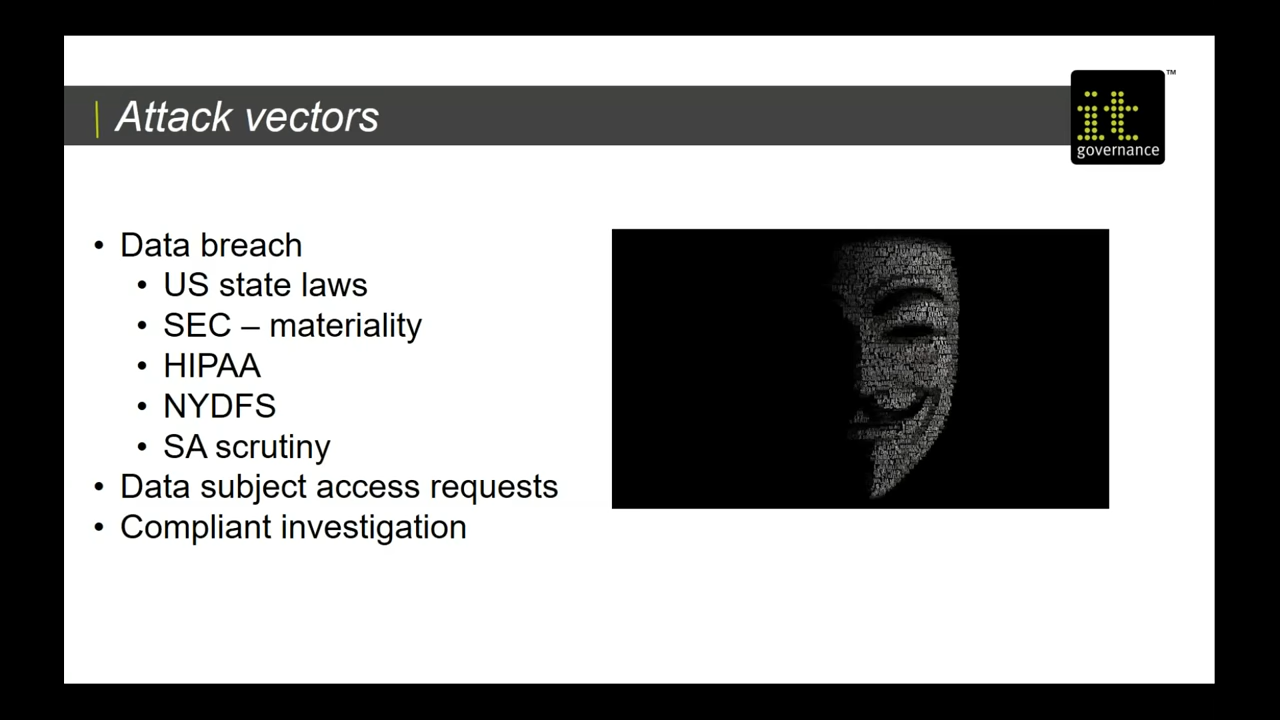 Attack vectors
™
it
governance
• Data breach
• US state laws
• SEC – materiality
• HIPAA
• NYDFS
• SA scrutiny
• Data subject access requests
• Compliant investigation